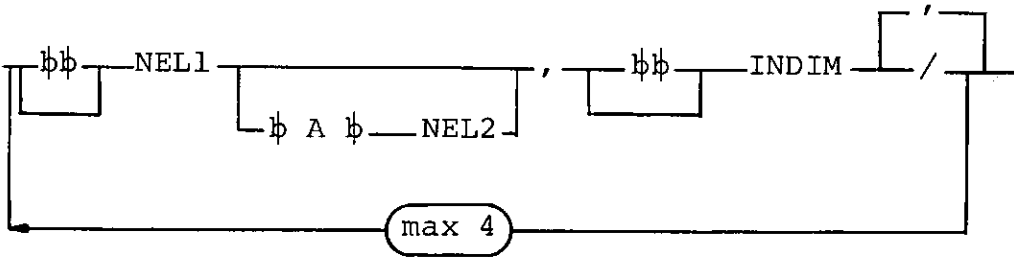 ,
ƀƀ NEL1 , ƀƀ INDIM /
ƀ A ƀ NEL2
max 4